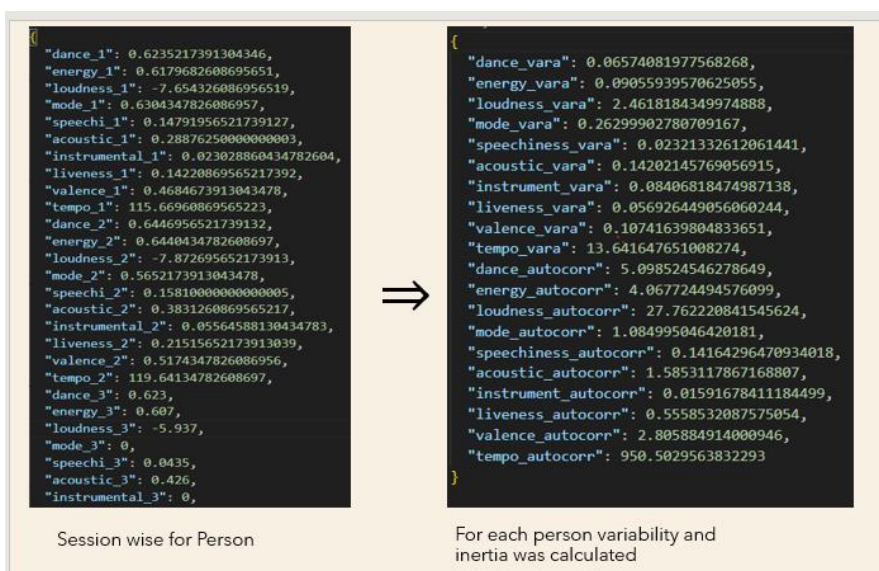 {
"dance_1": 0.6235217391304346,
"energy_1": 0.6179682608695651,
"loudness_1": -7.654326086956519,
"mode_1": 0.6304347826086957,
"speechi_1": 0.14791956521739127,
"acoustic_1": 0.28876250000000003,
"instrumental_1": 0.023028860434782604,
"liveness_1": 0.14220869565217392,
"valence_1": 0.4684673913043478,
"tempo_1": 115.66960869565223,
"dance_2": 0.6446956521739132,
"energy_2": 0.6440434782608697,
"loudness_2": -7.872695652173913,
"mode_2": 0.5652173913043478,
"speechi_2": 0.15810000000000005,
"acoustic_2": 0.3831260869565217,
"instrumental_2": 0.05564588130434783,
"liveness_2": 0.21515652173913039,
"valence_2": 0.5174347826086956,
"tempo_2": 119.64134782608697,
"dance_3": 0.623,
"energy_3": 0.607,
"loudness_3": -5.937,
"mode_3": 0,
"speechi_3": 0.0435,
"acoustic_3": 0.426,
"instrumental_3": 0,
Session wise for Person
⇒
{
"dance_vara": 0.06574081977568268,
"energy_vara": 0.09055939570625055,
"loudness_vara": 2.4618184349974888,
"mode_vara": 0.26299902780709167,
"speechiness_vara": 0.02321332612061441,
"acoustic_vara": 0.14202145769056915,
"instrument_vara": 0.08406818474987138,
"liveness_vara": 0.056926449056060244,
"valence_vara": 0.10741639804833651,
"tempo_vara": 13.641647651008274,
"dance_autocorr": 5.098524546278649,
"energy_autocorr": 4.067724494576099,
"loudness_autocorr": 27.762220841545624,
"mode_autocorr": 1.084995046420181,
"speechiness_autocorr": 0.14164296470934018,
"acoustic_autocorr": 1.5853117867168807,
"instrument_autocorr": 0.01591678411184499,
"liveness_autocorr": 0.5558532087575054,
"valence_autocorr": 2.805884914000946,
"tempo_autocorr": 950.5029563832293
}
For each person variability and
inertia was calculated